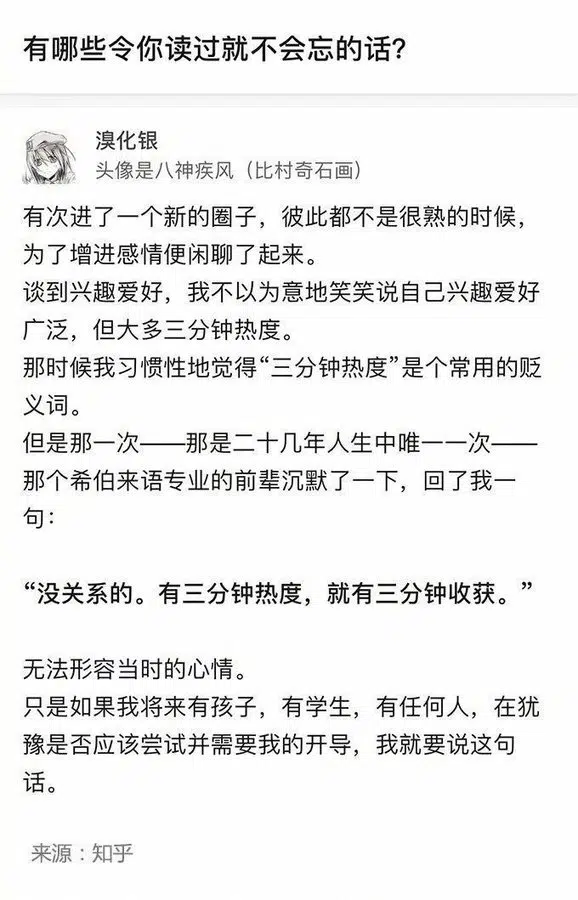 有哪些令你读过就不会忘的话?
溴化银
头像是八神疾风（比村奇石画）
有次进了一个新的圈子，彼此都不是很熟的时候，
为了增进感情便闲聊了起来。
谈到兴趣爱好，我不以为意地笑笑说自己兴趣爱好
广泛，但大多三分钟热度。
那时候我习惯性地觉得“三分钟热度”是个常用的贬
义词。
但是那一次——那是二十几年人生中唯一一次——
那个希伯来语专业的前辈沉默了一下，回了我一
句：
“没关系的。有三分钟热度，就有三分钟收获。”
无法形容当时的心情。
只是如果我将来有孩子，有学生，有任何人，在犹
豫是否应该尝试并需要我的开导，我就要说这句
话。
来源：知乎